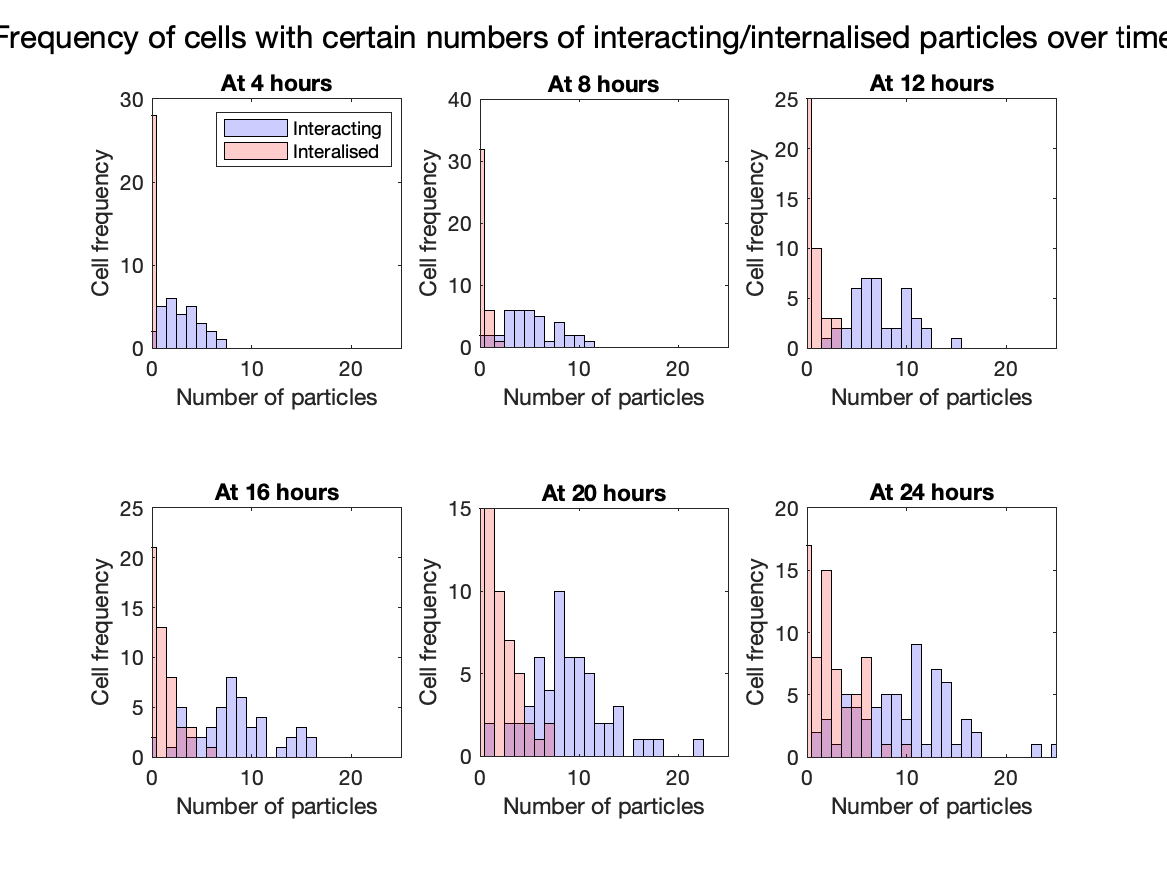 Frequency of cells with certain numbers of interacting/internalised particles over time
At 4 hours
30
20
10
0
Cell frequency
Interacting
Interalised
0 10 20
Number of particles
At 8 hours
40
30
20
10
0
Cell frequency
0 10 20
Number of particles
At 12 hours
25
20
15
10
5
0
Cell frequency
0 10 20
Number of particles
At 16 hours
25
20
15
10
5
0
Cell frequency
0 10 20
Number of particles
At 20 hours
15
10
5
0
Cell frequency
0 10 20
Number of particles
At 24 hours
20
15
10
5
0
Cell frequency
0 10 20
Number of particles